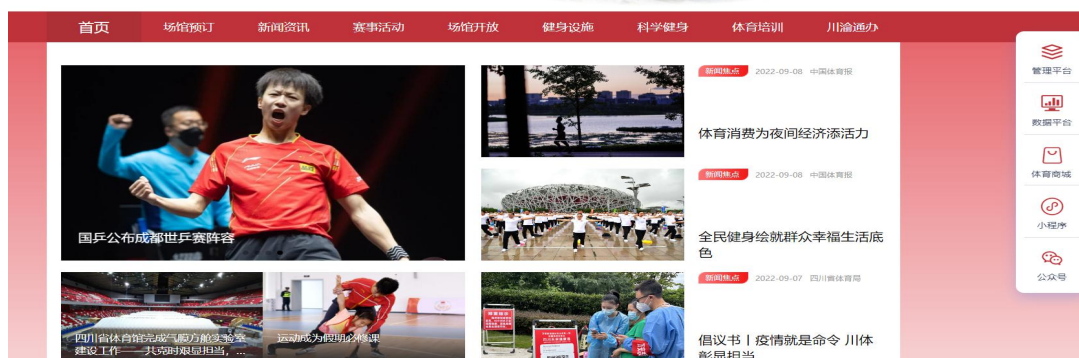 首页 场馆预订 新闻资讯 赛事活动 场馆开放 健身设施 科学健身 体育培训 川渝通办
国乒公布成都世乒赛阵容
四川省体育馆完成气膜方舱实验室
建设工作——共克时艰显担当，...
运动成为假期必修课
新闻焦点 2022-09-08 中国体育报
体育消费为夜间经济添活力
新闻焦点 2022-09-08 中国体育报
全民健身绘就群众幸福生活底
色
新闻焦点 2022-09-07 四川省体育局
倡议书丨疫情就是命令 川体
彰显担当
管理平台
数据平台
体育商城
小程序
公众号